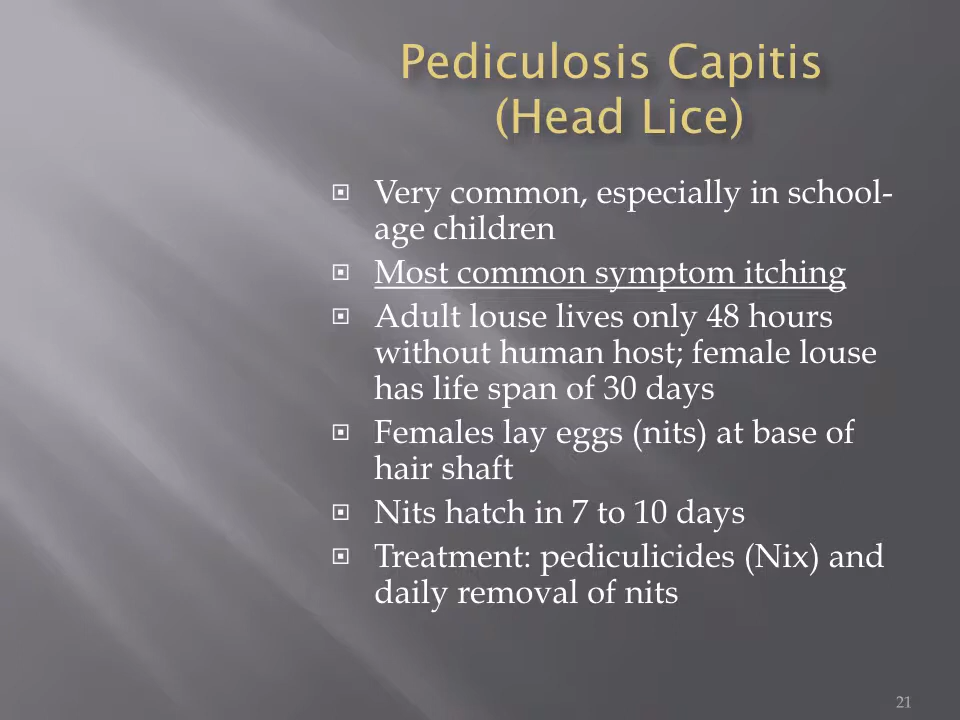 Pediculosis Capitis
(Head Lice)
Very common, especially in school-
age children
Most common symptom itching
Adult louse lives only 48 hours
without human host; female louse
has life span of 30 days
Females lay eggs (nits) at base of
hair shaft
Nits hatch in 7 to 10 days
Treatment: pediculicides (Nix) and
daily removal of nits
21